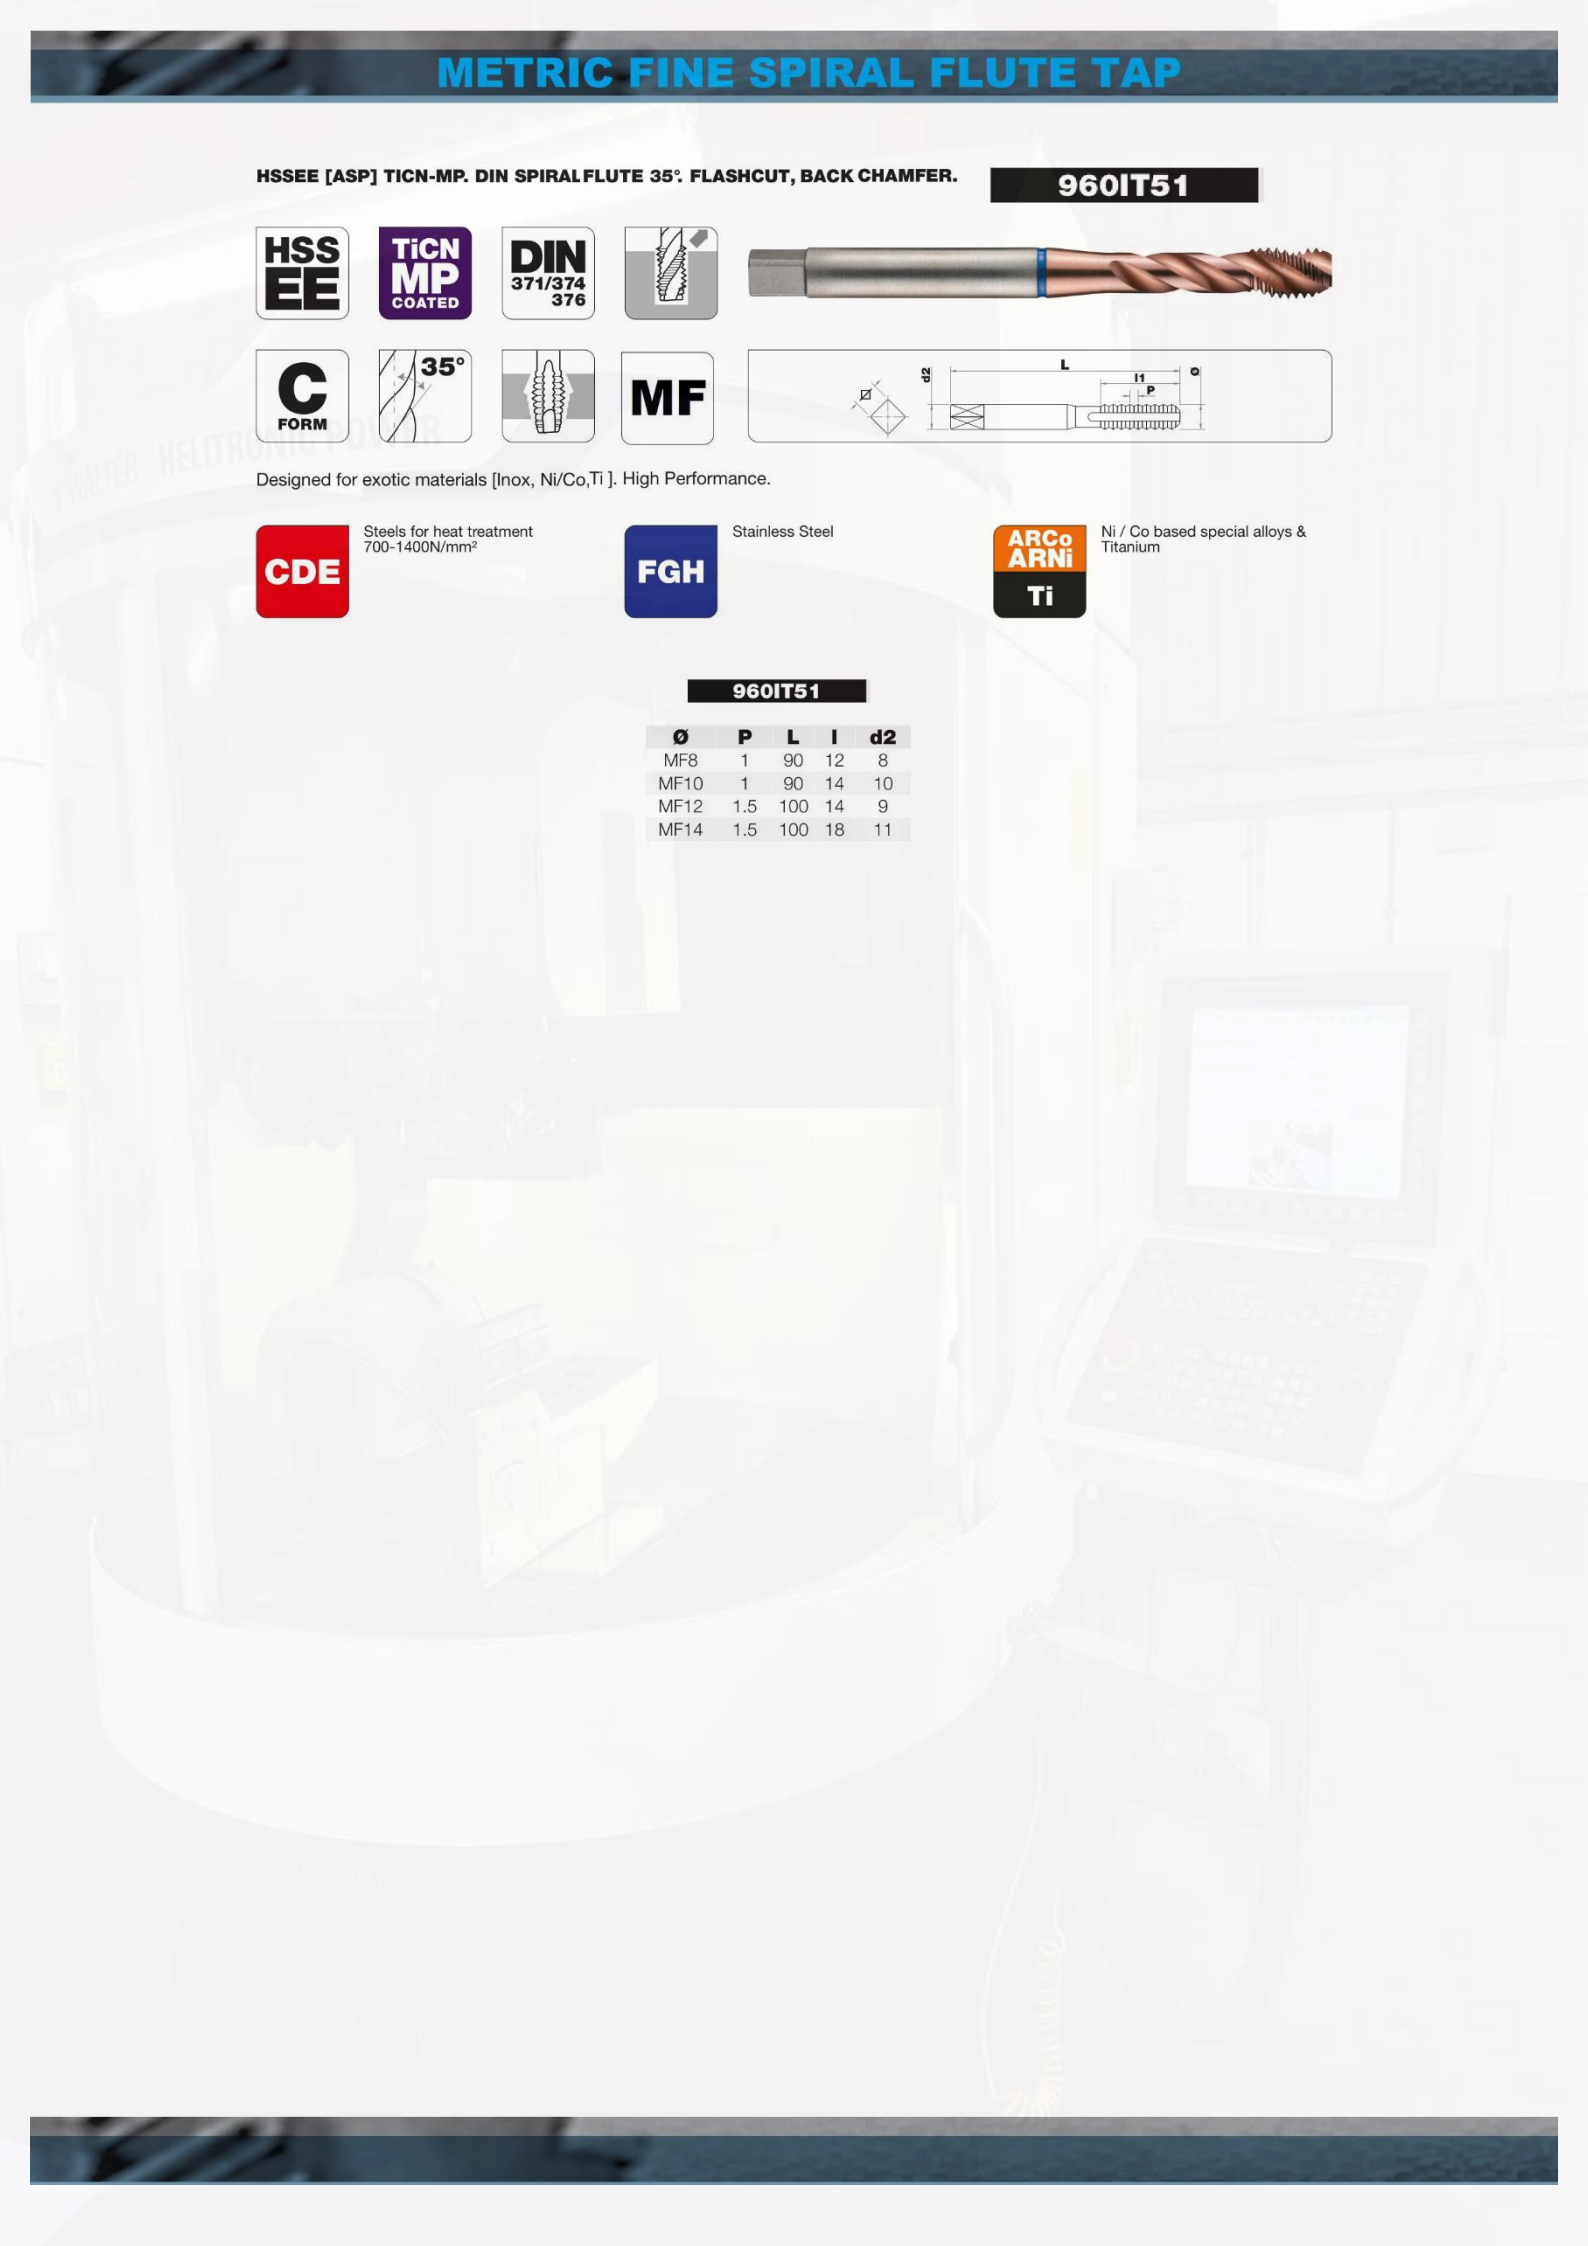 METRIC FINE SPIRAL FLUTE TAP
HSSEE [ASP] TICN-MP. DIN SPIRAL FLUTE 35°. FLASHCUT, BACK CHAMFER.
960IT51
HSS
EE
TiCN
MP
COATED
DIN
371/374
376
C
FORM
35°
MF
d2
L
l1
P
Ø
WALTER HELITRONIC POWER
Designed for exotic materials [Inox, Ni/Co,Ti ]. High Performance.
CDE
Steels for heat treatment
700-1400N/mm²
FGH
Stainless Steel
ARCo
ARNi
Ti
Ni / Co based special alloys &
Titanium
960IT51
Ø P L l d2
MF8 1 90 12 8
MF10 1 90 14 10
MF12 1.5 100 14 9
MF14 1.5 100 18 11